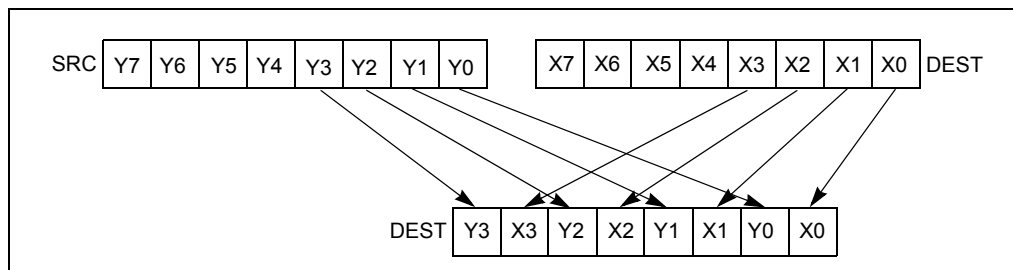 SRC Y7 Y6 Y5 Y4 Y3 Y2 Y1 Y0 X7 X6 X5 X4 X3 X2 X1 X0 DEST
DEST Y3 X3 Y2 X2 Y1 X1 Y0 X0